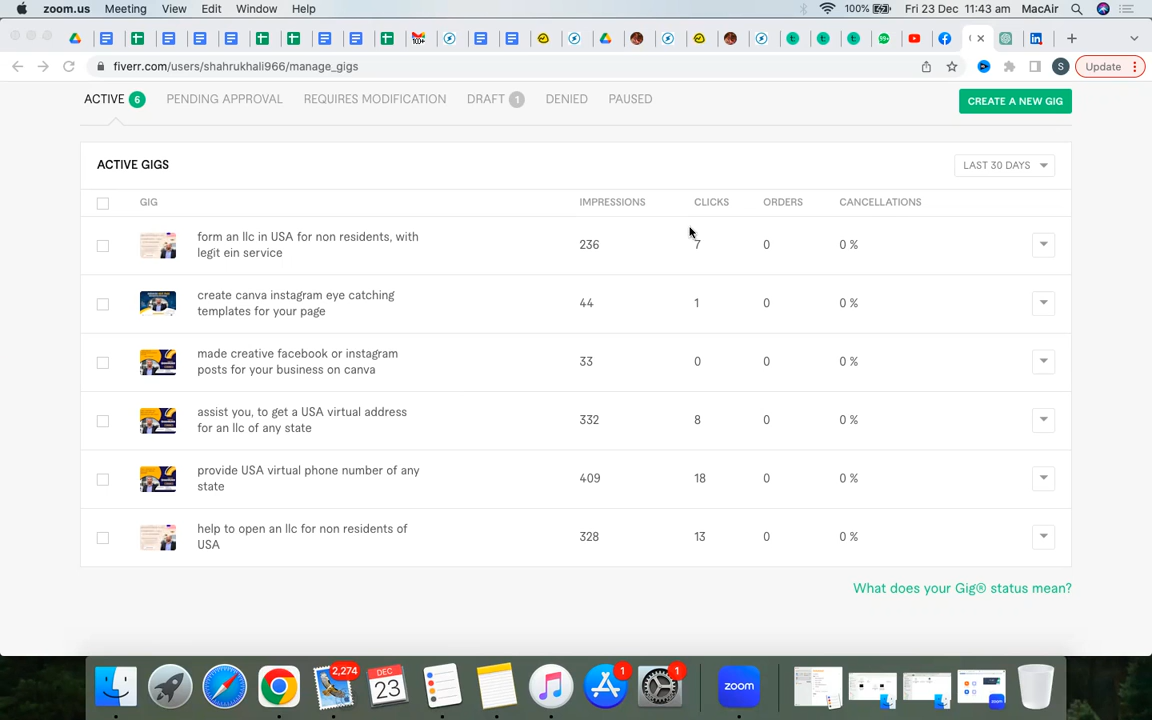 zoom.us Meeting View Edit Window Help 100% Fri 23 Dec 11:43 am MacAir
fiverr.com/users/shahrukhali966/manage_gigs S Update
ACTIVE 6 PENDING APPROVAL REQUIRES MODIFICATION DRAFT 1 DENIED PAUSED CREATE A NEW GIG
ACTIVE GIGS LAST 30 DAYS
GIG IMPRESSIONS CLICKS ORDERS CANCELLATIONS
form an llc in USA for non residents, with
legit ein service
236 7 0 0 %
create canva instagram eye catching
templates for your page
44 1 0 0 %
made creative facebook or instagram
posts for your business on canva
33 0 0 0 %
assist you, to get a USA virtual address
for an llc of any state
332 8 0 0 %
provide USA virtual phone number of any
state
409 18 0 0 %
help to open an llc for non residents of
USA
328 13 0 0 %
What does your Gig® status mean?
2,274 DEC 23 1 1 zoom